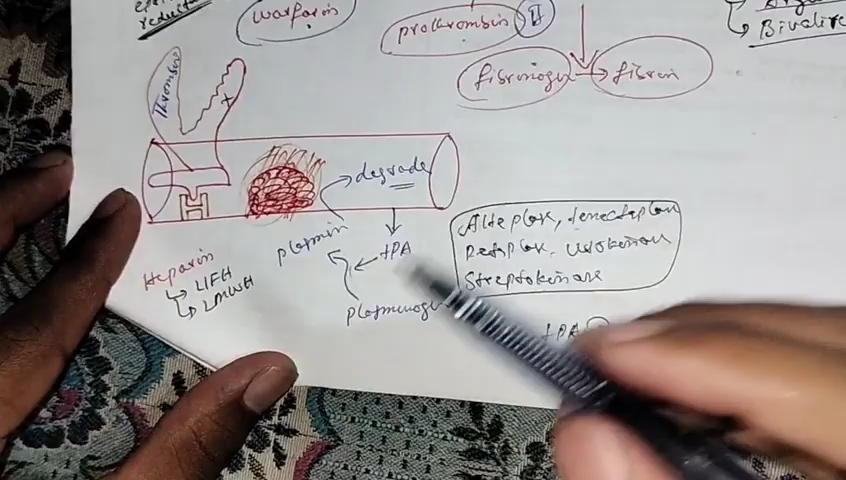 warfarin
prothrombin II
Bivaliru
fibrinogen → fibrin
Thrombus
+
degrade
plasmin
tPA
plasminogen
Heparin
UFH
LMWH
Alteplase, tenecteplase
Reteplase, urokinase
Streptokinase
tPA